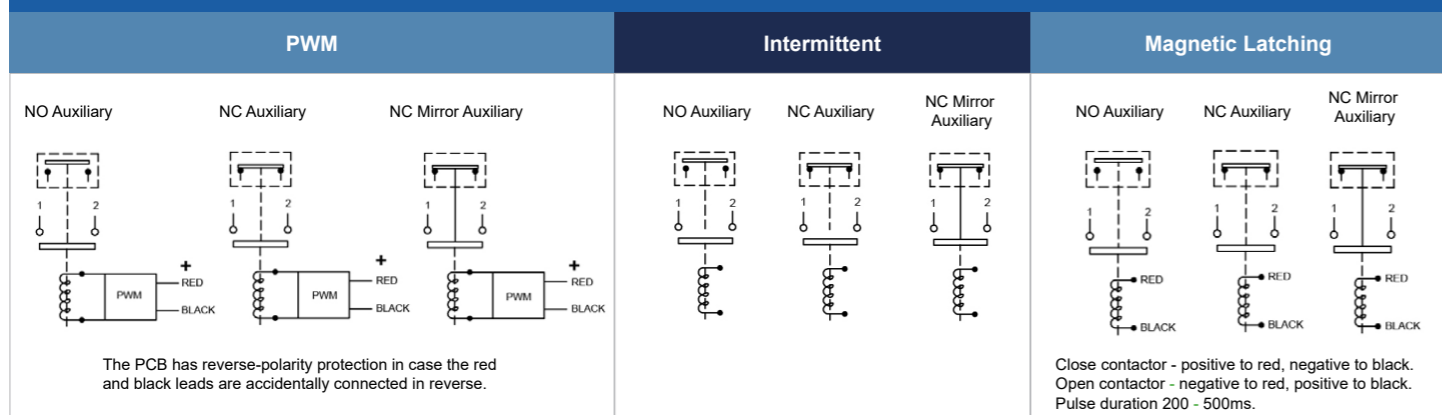 PWM
Intermittent
Magnetic Latching
NO Auxiliary
NC Auxiliary
NC Mirror Auxiliary
NO Auxiliary
NC Auxiliary
NC Mirror
Auxiliary
NO Auxiliary
NC Auxiliary
NC Mirror
Auxiliary
1 2
1 2
1 2
1 2
1 2
1 2
1 2
1 2
1 2
+
RED
PWM
BLACK
+
RED
PWM
BLACK
+
RED
PWM
BLACK
RED
BLACK
RED
BLACK
RED
BLACK
The PCB has reverse-polarity protection in case the red
and black leads are accidentally connected in reverse.
Close contactor - positive to red, negative to black.
Open contactor - negative to red, positive to black.
Pulse duration 200 - 500ms.